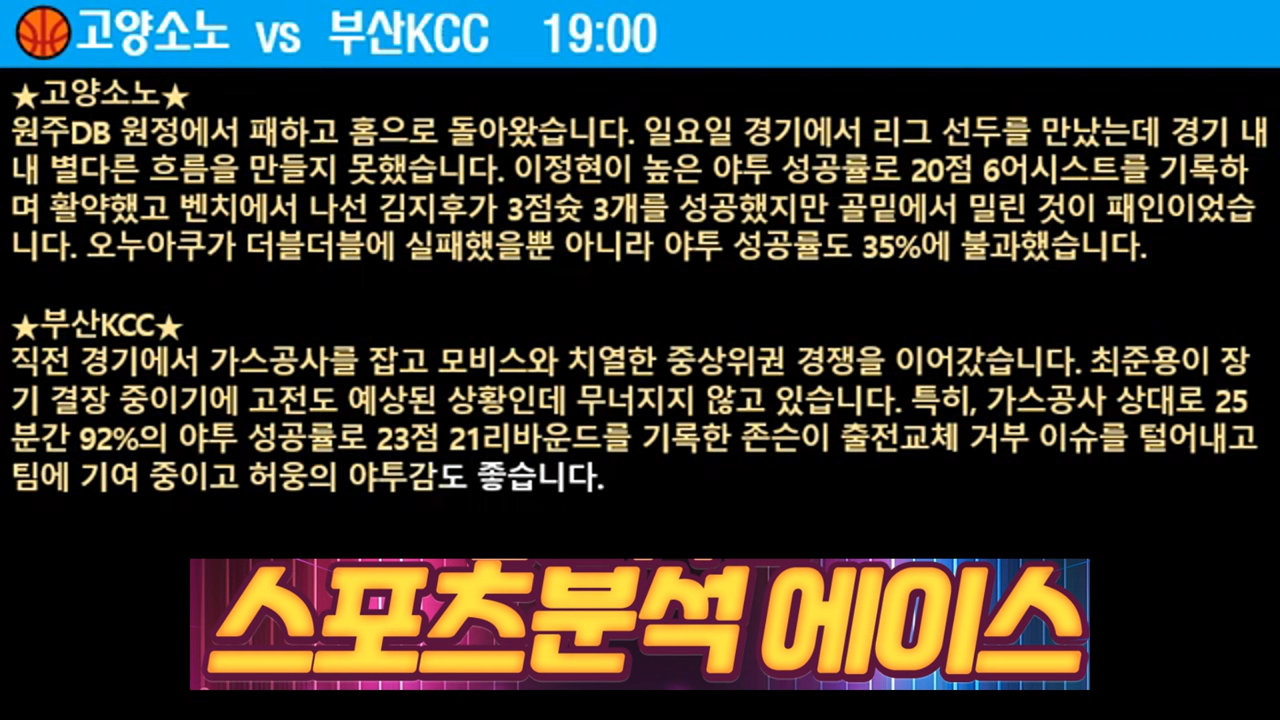 고양소노 vs 부산KCC 19:00
★고양소노★
원주DB 원정에서 패하고 홈으로 돌아왔습니다. 일요일 경기에서 리그 선두를 만났는데 경기 내
내 별다른 흐름을 만들지 못했습니다. 이정현이 높은 야투 성공률로 20점 6어시스트를 기록하
며 활약했고 벤치에서 나선 김지후가 3점슛 3개를 성공했지만 골밑에서 밀린 것이 패인이었습
니다. 오누아쿠가 더블더블에 실패했을뿐 아니라 야투 성공률도 35%에 불과했습니다.
★부산KCC★
직전 경기에서 가스공사를 잡고 모비스와 치열한 중상위권 경쟁을 이어갔습니다. 최준용이 장
기 결장 중이기에 고전도 예상된 상황인데 무너지지 않고 있습니다. 특히, 가스공사 상대로 25
분간 92%의 야투 성공률로 23점 21리바운드를 기록한 존슨이 출전교체 거부 이슈를 털어내고
팀에 기여 중이고 허웅의 야투감도 좋습니다.
스포츠분석 에이스